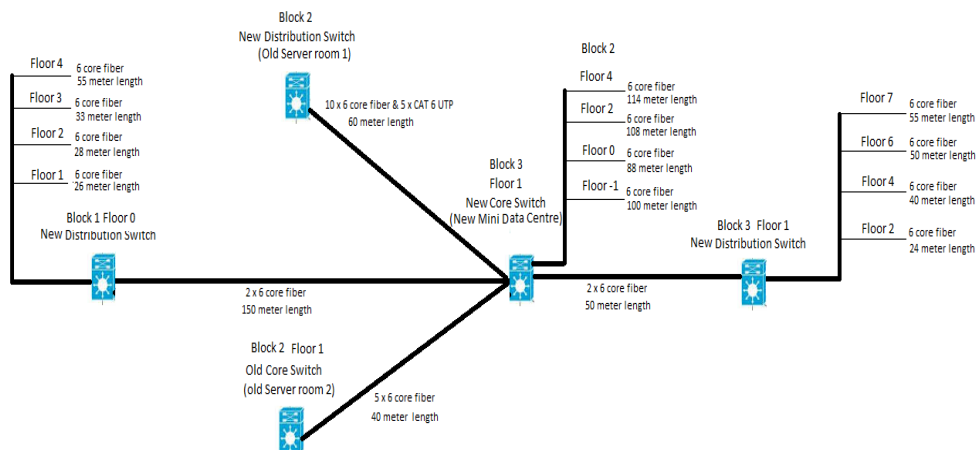 Block 2
New Distribution Switch
(Old Server room 1)
Floor 4
6 core fiber
55 meter length
Floor 3
6 core fiber
33 meter length
Floor 2
6 core fiber
28 meter length
Floor 1
6 core fiber
26 meter length
Block 1 Floor 0
New Distribution Switch
10 x 6 core fiber & 5 x CAT 6 UTP
60 meter length
Block 2
Floor 4
6 core fiber
114 meter length
Floor 2
6 core fiber
108 meter length
Floor 0
6 core fiber
88 meter length
Floor -1
6 core fiber
100 meter length
Block 3
Floor 1
New Core Switch
(New Mini Data Centre)
Floor 7
6 core fiber
55 meter length
Floor 6
6 core fiber
50 meter length
Floor 4
6 core fiber
40 meter length
Floor 2
6 core fiber
24 meter length
Block 3 Floor 1
New Distribution Switch
2 x 6 core fiber
150 meter length
2 x 6 core fiber
50 meter length
Block 2 Floor 1
Old Core Switch
(old Server room 2)
5 x 6 core fiber
40 meter length